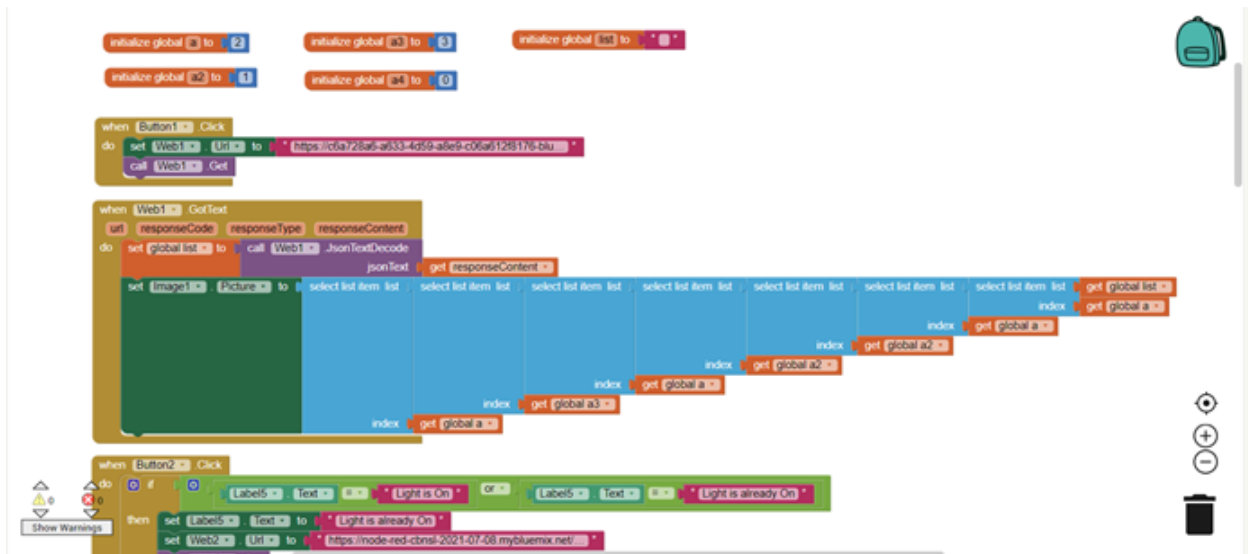 initialize global a to 2
initialize global a3 to 3
initialize global list to " "
initialize global a2 to 1
initialize global a4 to 0
when Button1 .Click
do set Web1 . Url to " https://c6a728a6-a633-4d59-a8e9-c06a612f8176-blu... "
call Web1 .Get
when Web1 .GotText
url responseCode responseType responseContent
do set global list to call Web1 .JsonTextDecode
jsonText get responseContent
set Image1 . Picture to select list item list select list item list select list item list select list item list select list item list select list item list select list item list get global list
index get global a
index get global a
index get global a2
index get global a2
index get global a
index get global a3
index get global a
when Button2 .Click
do if Label5 . Text = " Light is On " or Label5 . Text = " Light is already On "
then set Label5 . Text to " Light is already On "
set Web2 . Url to " https://node-red-cbnsl-2021-07-08.mybluemix.net/... "
0 0
Show Warnings